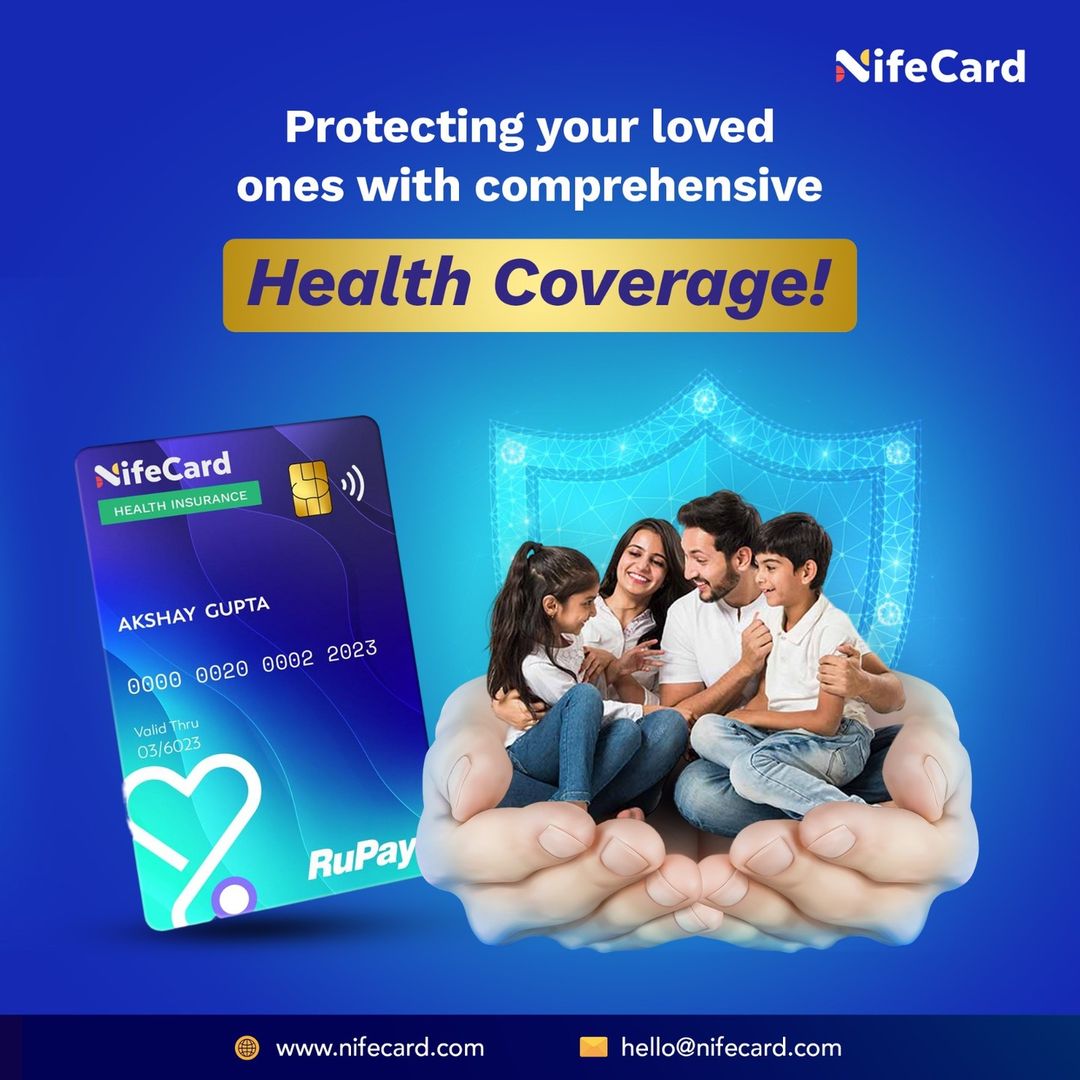 NifeCard
Protecting your loved
ones with comprehensive
Health Coverage!
NifeCard
HEALTH INSURANCE
AKSHAY GUPTA
0000 0020 0002 2023
Valid Thru
03/6023
RuPay
www.nifecard.com
hello@nifecard.com